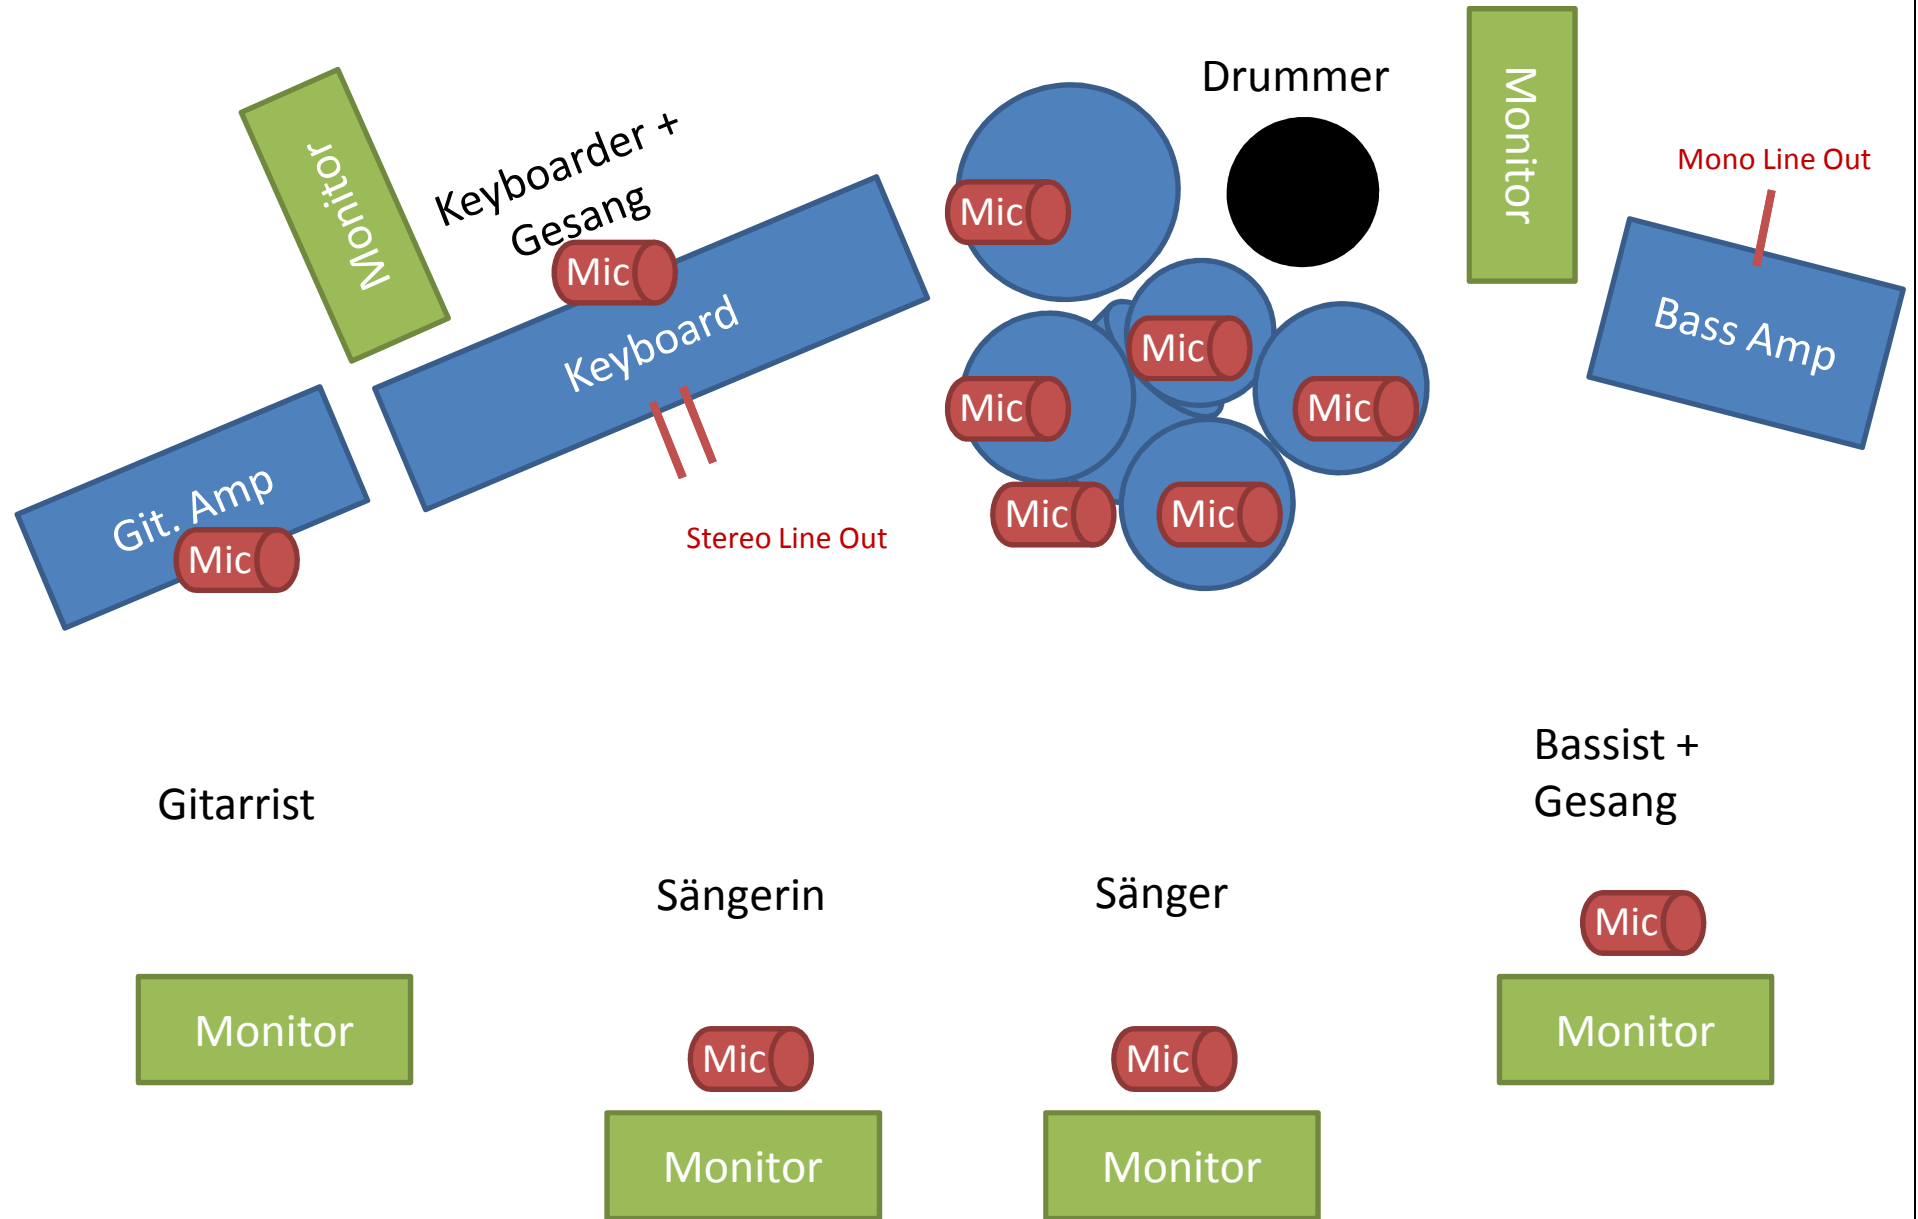 Drummer
Monitor
Monitor
Keyboarder +
Gesang
Mono Line Out
Mic
Mic
Keyboard
Bass Amp
Mic
Mic
Mic
Git. Amp
Mic
Mic
Mic
Stereo Line Out
Bassist +
Gesang
Gitarrist
Sängerin
Sänger
Mic
Monitor
Monitor
Mic
Mic
Monitor
Monitor